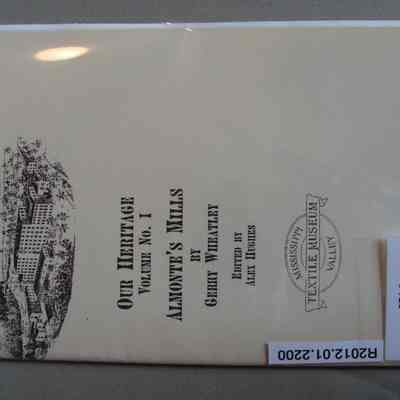 OUR HERITAGE
VOLUME NO. I
ALMONTE'S MILLS
BY
GERRY WHEATLEY
EDITED BY
ALEX HUGHES
MISSISSIPPI
TEXTILE MUSEUM
VALLEY
R2012.01.2200